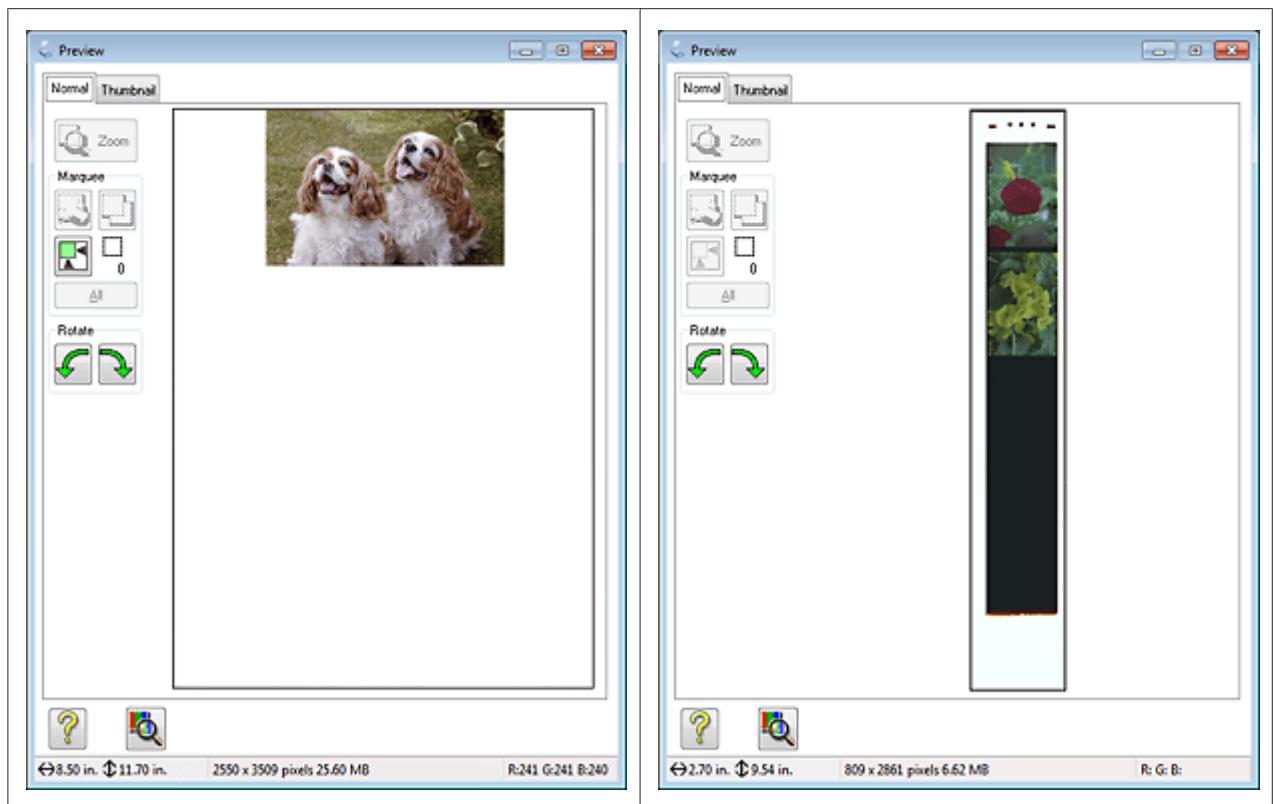 Preview
Normal Thumbnail
Zoom
Marquee
0
All
Rotate
8.50 in. 11.70 in. 2550 x 3509 pixels 25.60 MB R:241 G:241 B:240
Preview
Normal Thumbnail
Zoom
Marquee
0
All
Rotate
2.70 in. 9.54 in. 809 x 2861 pixels 6.62 MB R: G: B: